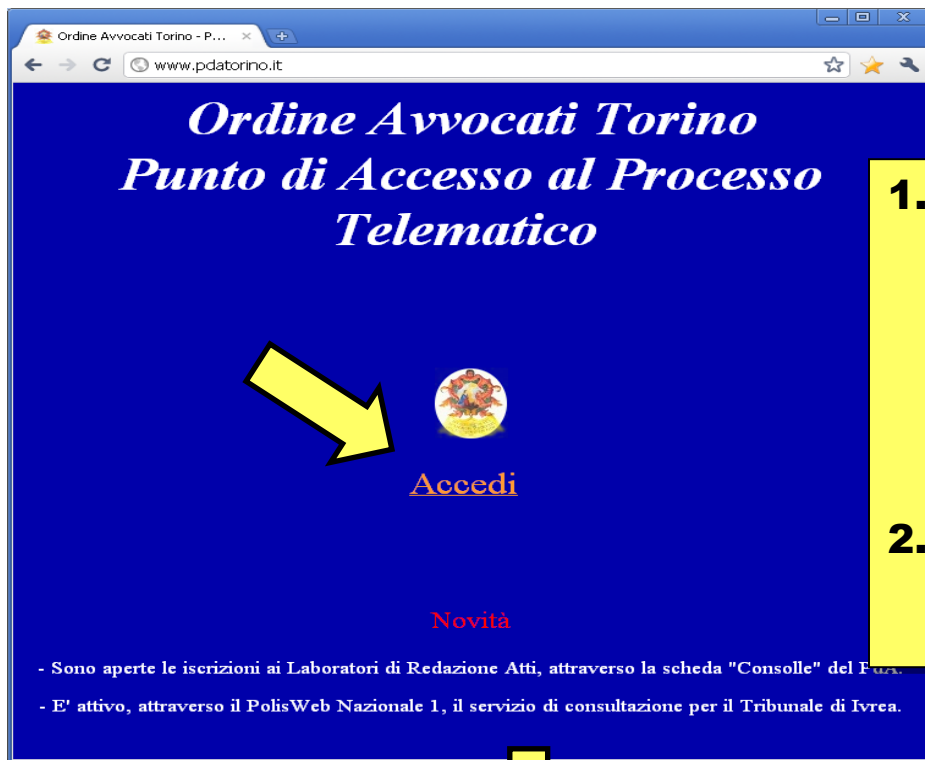 Ordine Avvocati Torino - P...
www.pdatorino.it
Ordine Avvocati Torino
Punto di Accesso al Processo
Telematico
1.
Accedi
2.
Novità
- Sono aperte le iscrizioni ai Laboratori di Redazione Atti, attraverso la scheda "Consolle" del PdA.
- E' attivo, attraverso il PolisWeb Nazionale 1, il servizio di consultazione per il Tribunale di Ivrea.